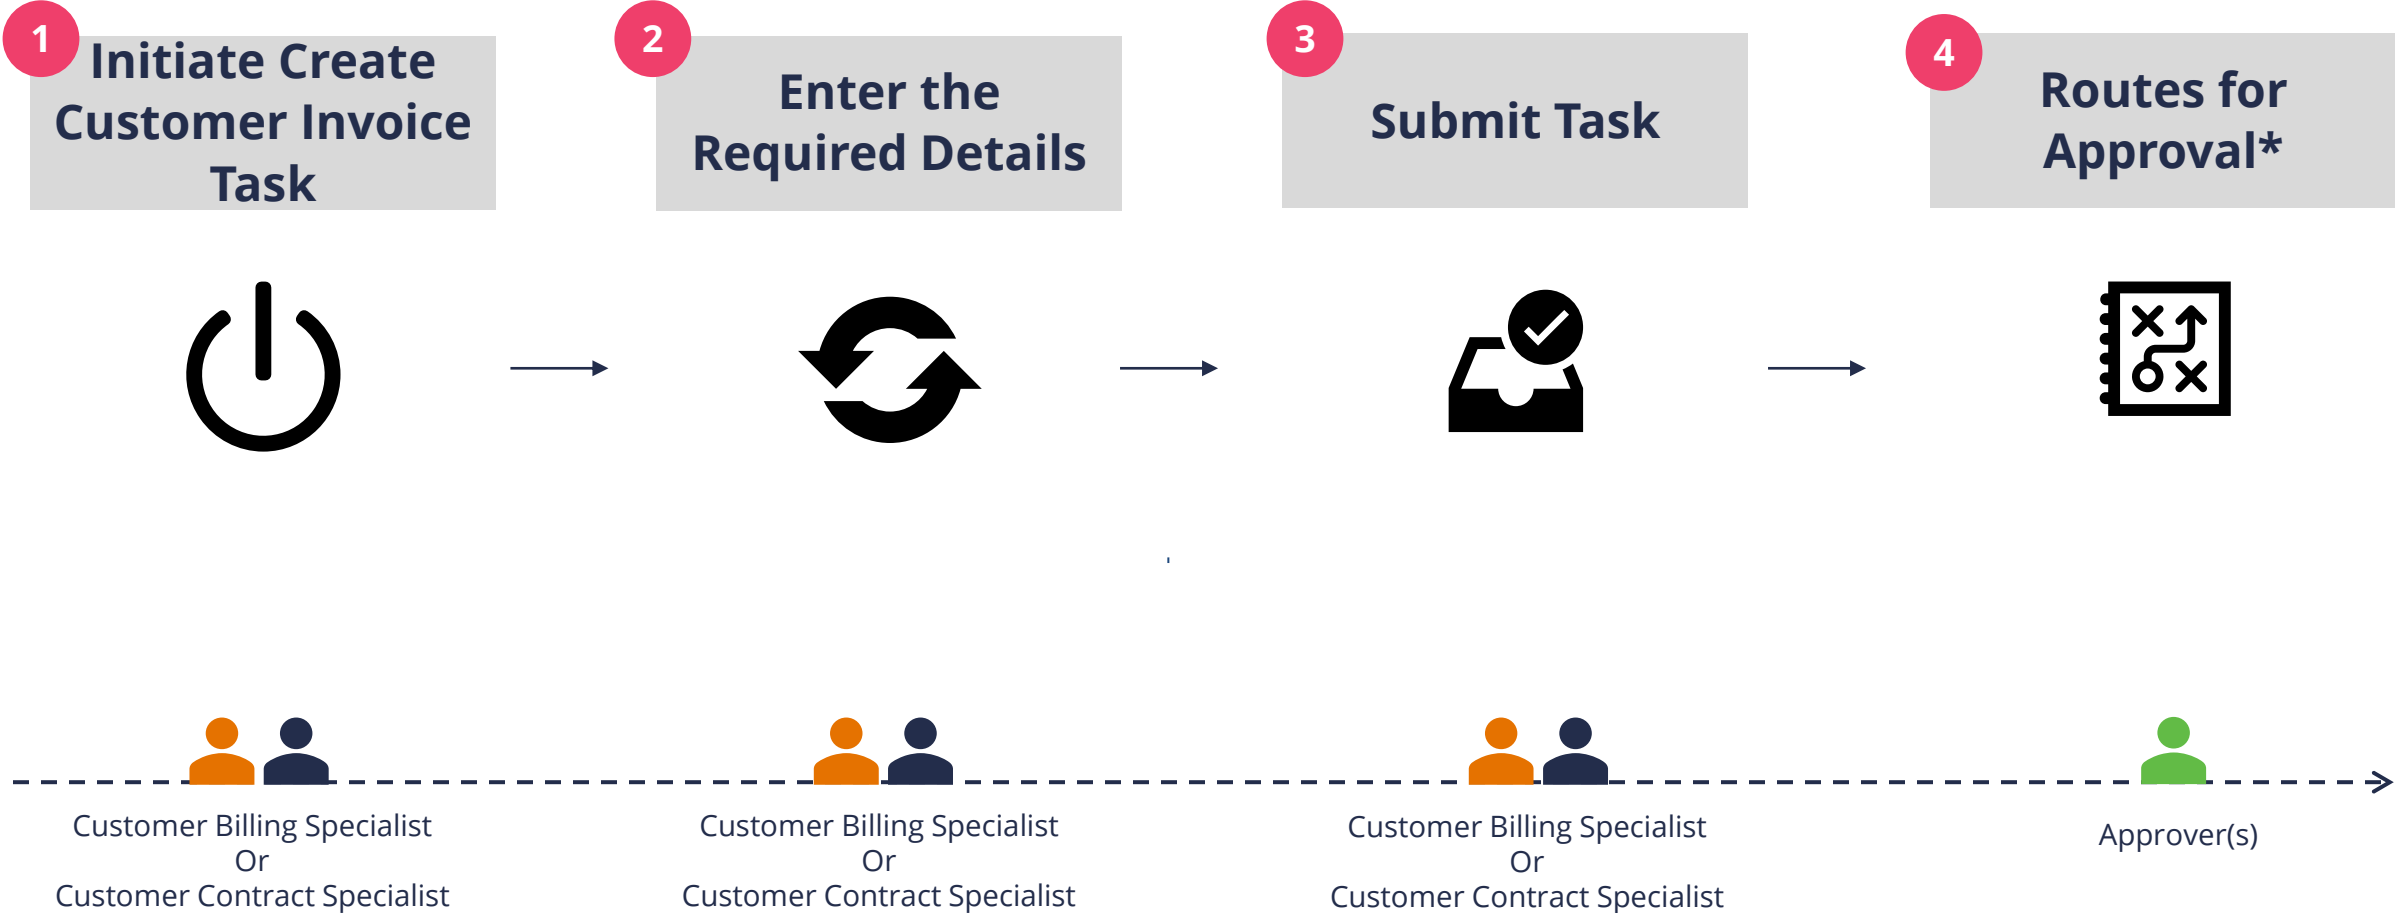 1
Initiate Create
Customer Invoice
Task
2
Enter the
Required Details
3
Submit Task
4
Routes for
Approval*
Customer Billing Specialist
Or
Customer Contract Specialist
Customer Billing Specialist
Or
Customer Contract Specialist
Customer Billing Specialist
Or
Customer Contract Specialist
Approver(s)